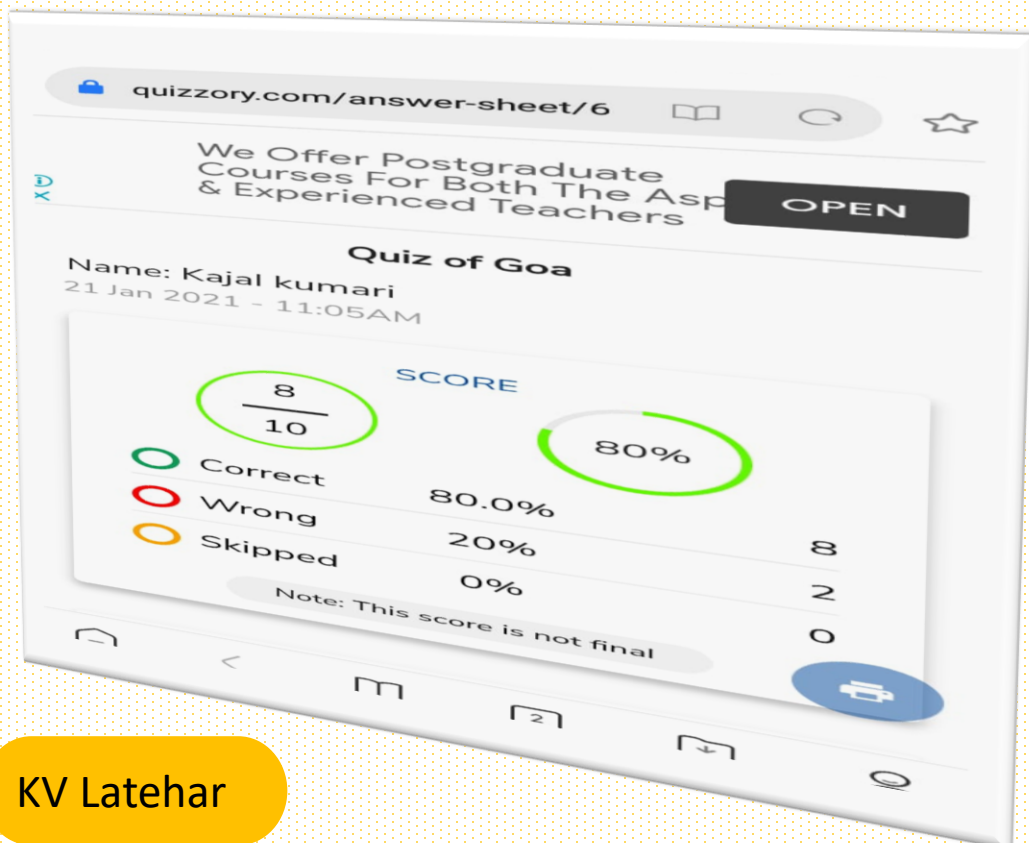 quizzory.com/answer-sheet/6
We Offer Postgraduate
Courses For Both The Asp
& Experienced Teachers
OPEN
Quiz of Goa
Name: Kajal kumari
21 Jan 2021 - 11:05AM
SCORE
8
10
80%
Correct 80.0% 8
Wrong 20% 2
Skipped 0% 0
Note: This score is not final
2
KV Latehar